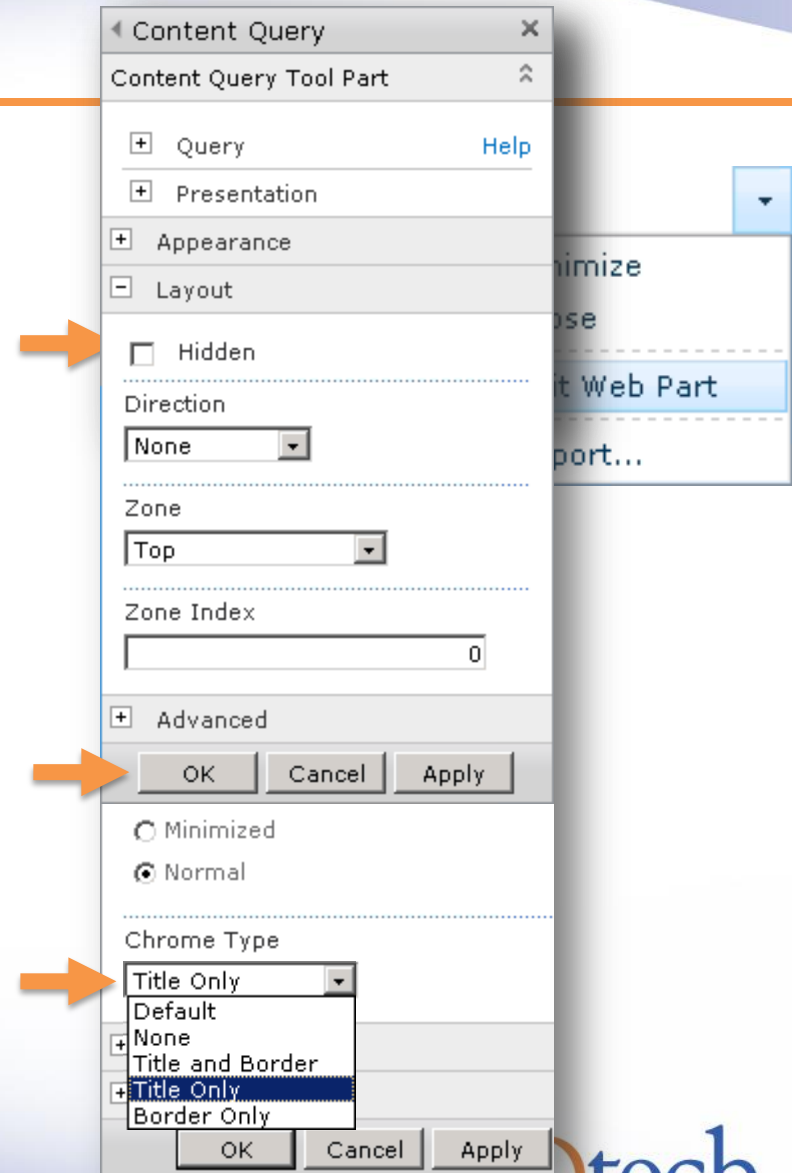 Content Query
Content Query Tool Part
Query Help
Presentation
Appearance
Layout
Hidden
Direction
None
Zone
Top
Zone Index
0
Advanced
OK Cancel Apply
Minimized
Normal
Chrome Type
Title Only
Default
None
Title and Border
Title Only
Border Only
OK Cancel Apply
nimize
ose
it Web Part
port...
tech